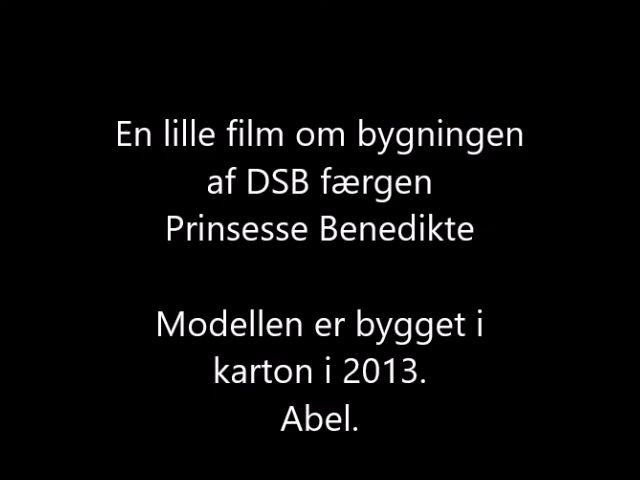 En lille film om bygningen
af DSB færgen
Prinsesse Benedikte
Modellen er bygget i
karton i 2013.
Abel.